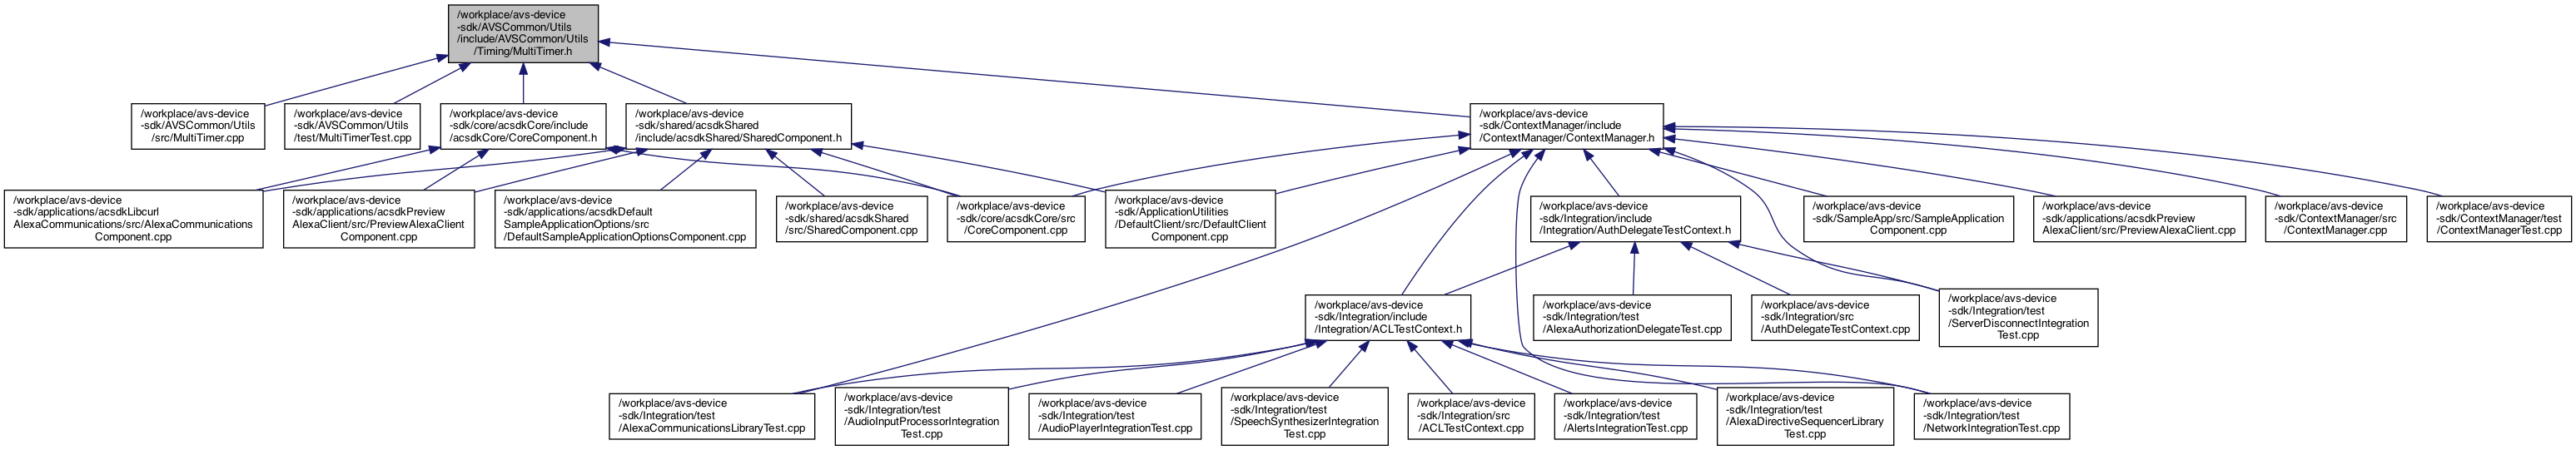 /workplace/avs-device
-sdk/AVSCommon/Utils
/include/AVSCommon/Utils
/Timing/MultiTimer.h
/workplace/avs-device
-sdk/AVSCommon/Utils
/src/MultiTimer.cpp
/workplace/avs-device
-sdk/AVSCommon/Utils
/test/MultiTimerTest.cpp
/workplace/avs-device
-sdk/core/acsdkCore/include
/acsdkCore/CoreComponent.h
/workplace/avs-device
-sdk/shared/acsdkShared
/include/acsdkShared/SharedComponent.h
/workplace/avs-device
-sdk/ContextManager/include
/ContextManager/ContextManager.h
/workplace/avs-device
-sdk/applications/acsdkLibcurl
AlexaCommunications/src/AlexaCommunications
Component.cpp
/workplace/avs-device
-sdk/applications/acsdkPreview
AlexaClient/src/PreviewAlexaClient
Component.cpp
/workplace/avs-device
-sdk/applications/acsdkDefault
SampleApplicationOptions/src
/DefaultSampleApplicationOptionsComponent.cpp
/workplace/avs-device
-sdk/shared/acsdkShared
/src/SharedComponent.cpp
/workplace/avs-device
-sdk/core/acsdkCore/src
/CoreComponent.cpp
/workplace/avs-device
-sdk/ApplicationUtilities
/DefaultClient/src/DefaultClient
Component.cpp
/workplace/avs-device
-sdk/Integration/include
/Integration/AuthDelegateTestContext.h
/workplace/avs-device
-sdk/SampleApp/src/SampleApplication
Component.cpp
/workplace/avs-device
-sdk/applications/acsdkPreview
AlexaClient/src/PreviewAlexaClient.cpp
/workplace/avs-device
-sdk/ContextManager/src
/ContextManager.cpp
/workplace/avs-device
-sdk/ContextManager/test
/ContextManagerTest.cpp
/workplace/avs-device
-sdk/Integration/include
/Integration/ACLTestContext.h
/workplace/avs-device
-sdk/Integration/test
/AlexaAuthorizationDelegateTest.cpp
/workplace/avs-device
-sdk/Integration/src
/AuthDelegateTestContext.cpp
/workplace/avs-device
-sdk/Integration/test
/ServerDisconnectIntegration
Test.cpp
/workplace/avs-device
-sdk/Integration/test
/AlexaCommunicationsLibraryTest.cpp
/workplace/avs-device
-sdk/Integration/test
/AudioInputProcessorIntegration
Test.cpp
/workplace/avs-device
-sdk/Integration/test
/AudioPlayerIntegrationTest.cpp
/workplace/avs-device
-sdk/Integration/test
/SpeechSynthesizerIntegration
Test.cpp
/workplace/avs-device
-sdk/Integration/src
/ACLTestContext.cpp
/workplace/avs-device
-sdk/Integration/test
/AlertsIntegrationTest.cpp
/workplace/avs-device
-sdk/Integration/test
/AlexaDirectiveSequencerLibrary
Test.cpp
/workplace/avs-device
-sdk/Integration/test
/NetworkIntegrationTest.cpp